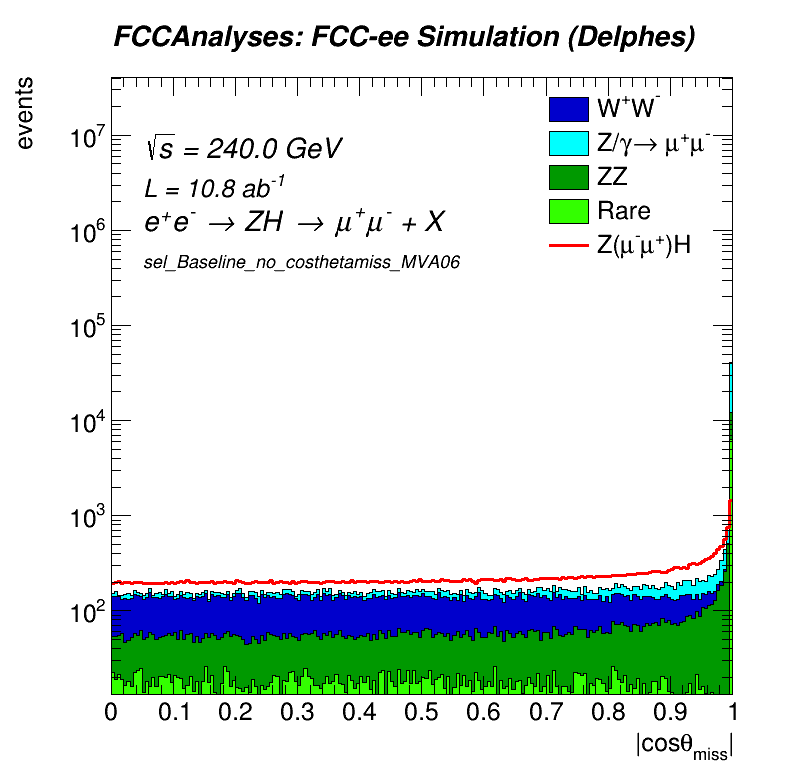 FCCAnalyses: FCC-ee Simulation (Delphes)
events
√s = 240.0 GeV
L = 10.8 ab⁻¹
e⁺e⁻ → ZH → μ⁺μ⁻ + X
sel_Baseline_no_costhetamiss_MVA06
W⁺W⁻
Z/γ→ μ⁺μ⁻
ZZ
Rare
Z(μ⁻μ⁺)H
10⁷
10⁶
10⁵
10⁴
10³
10²
0 0.1 0.2 0.3 0.4 0.5 0.6 0.7 0.8 0.9 1
|cosθ_miss|